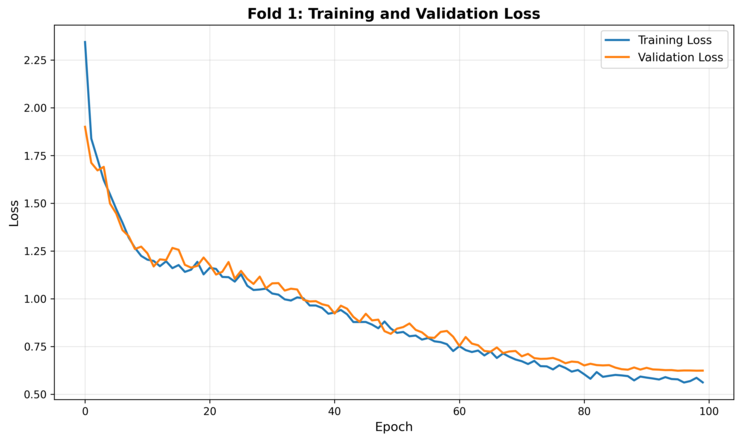 Fold 1: Training and Validation Loss
Training Loss
Validation Loss
2.25
2.00
1.75
1.50
1.25
1.00
0.75
0.50
Loss
0
20
40
60
80
100
Epoch